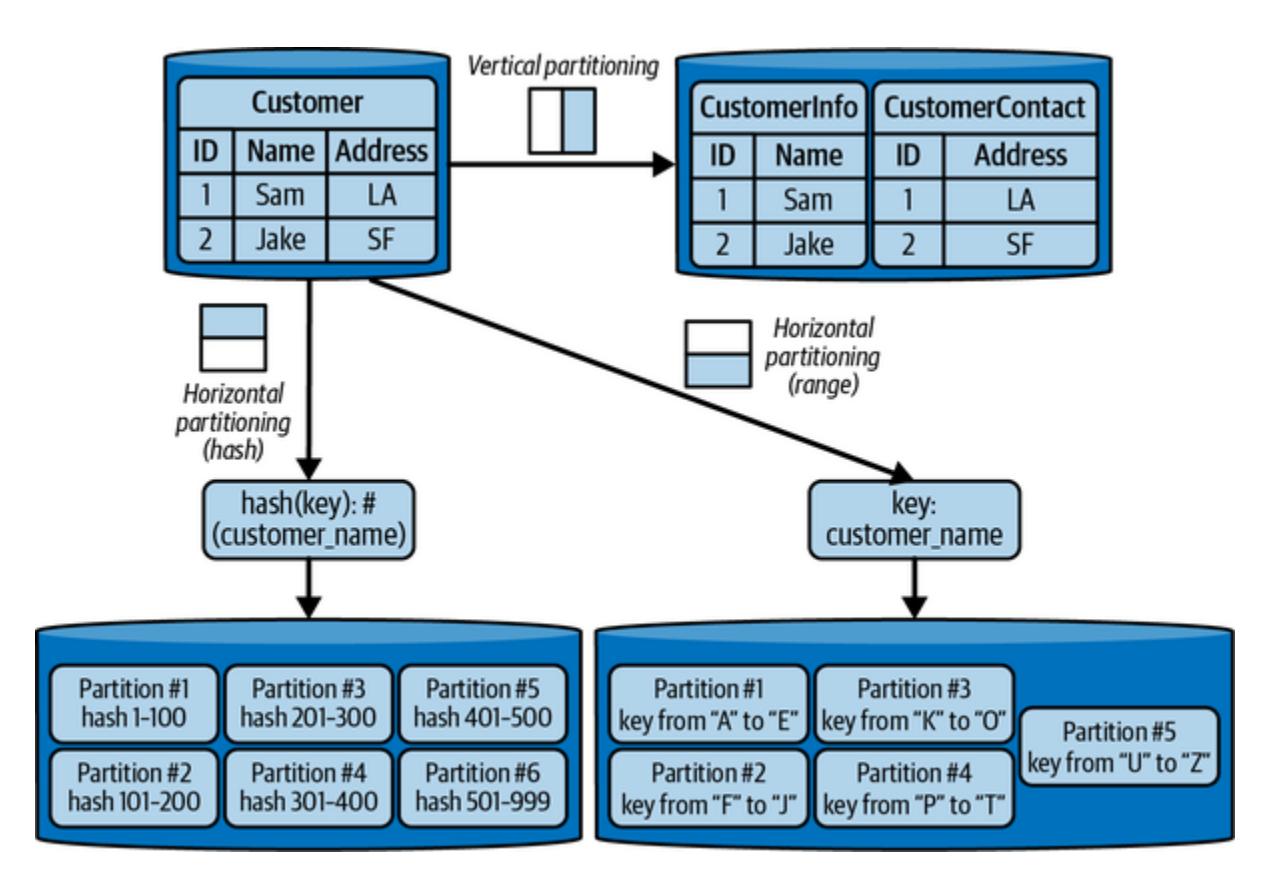 Customer
ID Name Address
1 Sam LA
2 Jake SF
Vertical partitioning
CustomerInfo CustomerContact
ID Name ID Address
1 Sam 1 LA
2 Jake 2 SF
Horizontal
partitioning
(hash)
Horizontal
partitioning
(range)
hash(key): #
(customer_name)
key:
customer_name
Partition #1
hash 1–100
Partition #3
hash 201–300
Partition #5
hash 401–500
Partition #2
hash 101–200
Partition #4
hash 301–400
Partition #6
hash 501–999
Partition #1
key from “A” to “E”
Partition #3
key from “K” to “O”
Partition #2
key from “F” to “J”
Partition #4
key from “P” to “T”
Partition #5
key from “U” to “Z”